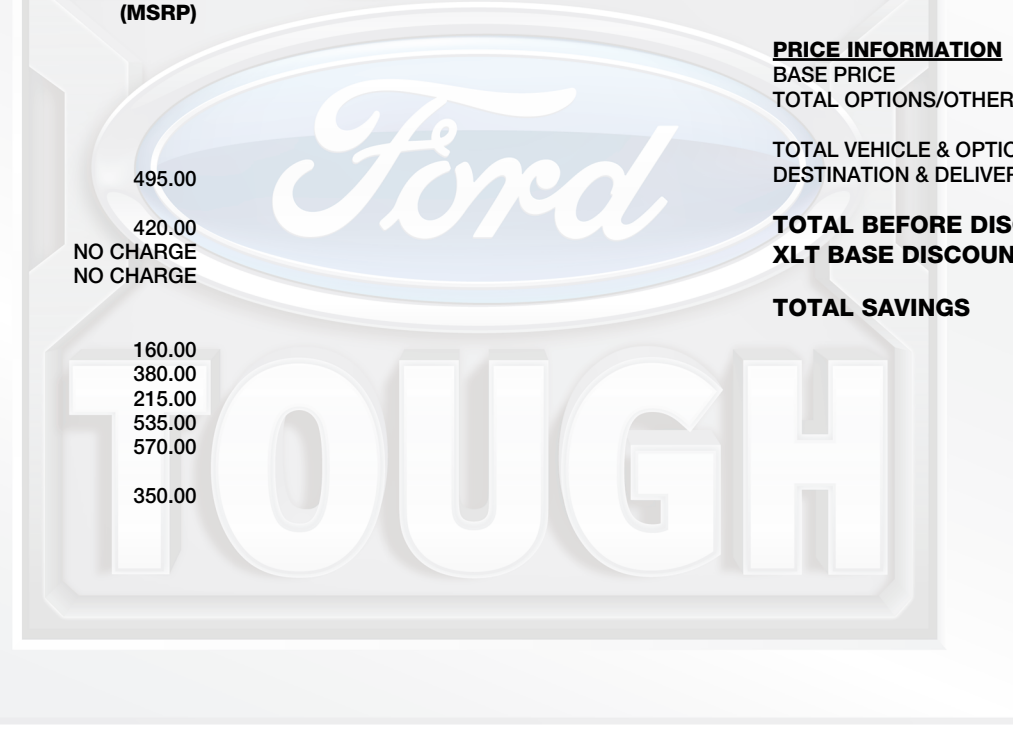 (MSRP)
495.00
420.00
NO CHARGE
NO CHARGE
160.00
380.00
215.00
535.00
570.00
350.00
PRICE INFORMATION
BASE PRICE
TOTAL OPTIONS/OTHER
TOTAL VEHICLE & OPTIO
DESTINATION & DELIVER
TOTAL BEFORE DIS
XLT BASE DISCOUN
TOTAL SAVINGS
Ford
TOUGH